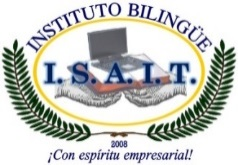 INSTITUTO BILINGÜE
I.S.A.I.T.
2008
¡Con espíritu empresarial!